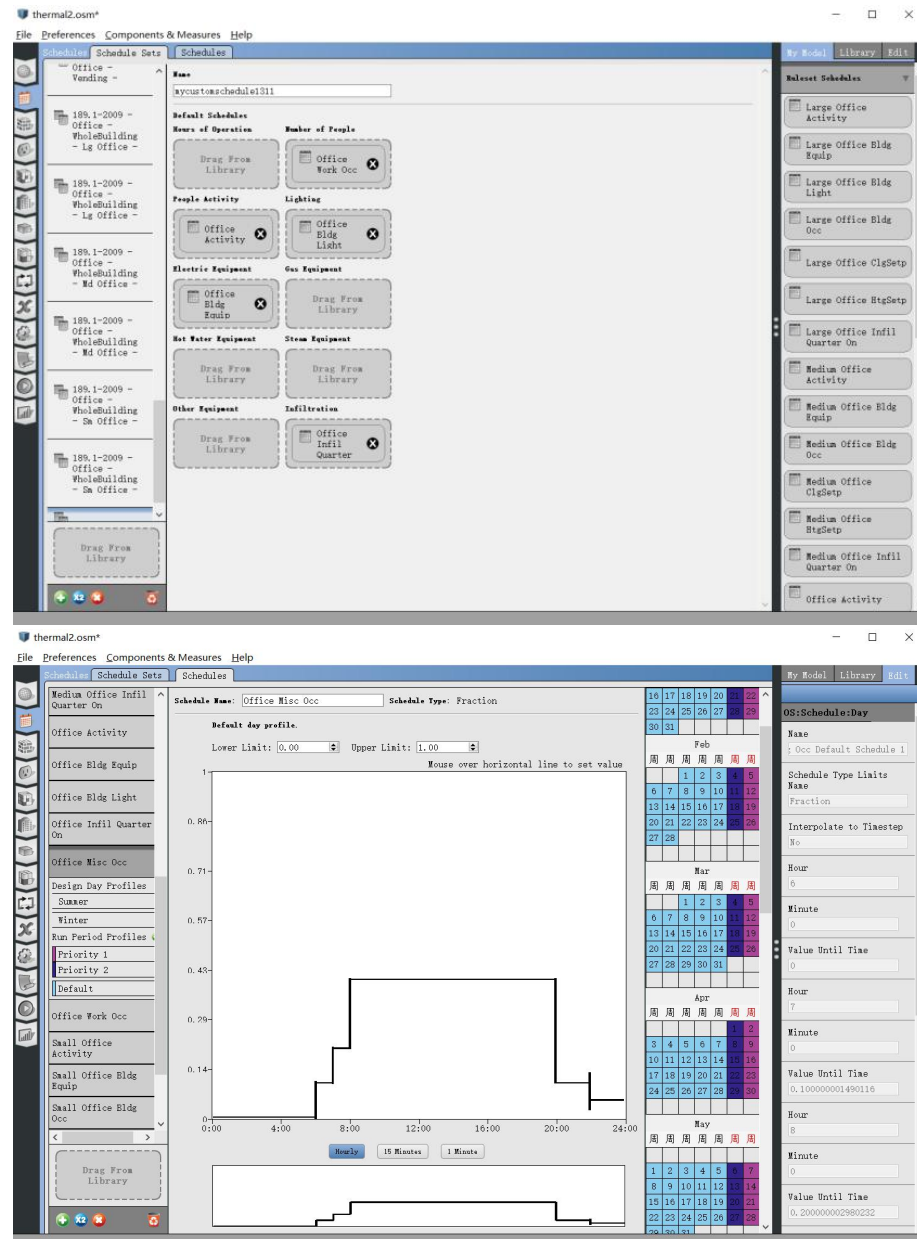 thermal2.osm*
File Preferences Components & Measures Help
Schedules Schedule Sets Schedules
My Model Library Edit
Office -
Vending -
189.1-2009 -
Office -
WholeBuilding
- Lg Office -
189.1-2009 -
Office -
WholeBuilding
- Lg Office -
189.1-2009 -
Office -
WholeBuilding
- Md Office -
189.1-2009 -
Office -
WholeBuilding
- Md Office -
189.1-2009 -
Office -
WholeBuilding
- Sm Office -
189.1-2009 -
Office -
WholeBuilding
- Sm Office -
Drag From
Library
X2
Name
mycustomschedule1311
Default Schedules
Hours of Operation Number of People
Drag From
Library
Office
Work Occ
People Activity Lighting
Office
Activity
Office
Bldg
Light
Electric Equipment Gas Equipment
Office
Bldg
Equip
Drag From
Library
Hot Water Equipment Steam Equipment
Drag From
Library
Drag From
Library
Other Equipment Infiltration
Drag From
Library
Office
Infil
Quarter
Ruleset Schedules
Large Office
Activity
Large Office Bldg
Equip
Large Office Bldg
Light
Large Office Bldg
Occ
Large Office ClgSetp
Large Office HtgSetp
Large Office Infil
Quarter On
Medium Office
Activity
Medium Office Bldg
Equip
Medium Office Bldg
Occ
Medium Office
ClgSetp
Medium Office
HtgSetp
Medium Office Infil
Quarter On
Office Activity
thermal2.osm*
File Preferences Components & Measures Help
Schedules Schedule Sets Schedules
My Model Library Edit
Medium Office Infil
Quarter On
Office Activity
Office Bldg Equip
Office Bldg Light
Office Infil Quarter
On
Office Misc Occ
Design Day Profiles
Summer
Winter
Run Period Profiles
Priority 1
Priority 2
Default
Office Work Occ
Small Office
Activity
Small Office Bldg
Equip
Small Office Bldg
Occ
Drag From
Library
X2
Schedule Name: Office Misc Occ Schedule Type: Fraction
Default day profile.
Lower Limit: 0.00 Upper Limit: 1.00
Mouse over horizontal line to set value
1
0.86
0.71
0.57
0.43
0.29
0.14
0
0:00 4:00 8:00 12:00 16:00 20:00 24:00
Hourly 15 Minutes 1 Minute
16 17 18 19 20 21 22
23 24 25 26 27 28 29
30 31
Feb
周 周 周 周 周 周 周
1 2 3 4 5
6 7 8 9 10 11 12
13 14 15 16 17 18 19
20 21 22 23 24 25 26
27 28
Mar
周 周 周 周 周 周 周
1 2 3 4 5
6 7 8 9 10 11 12
13 14 15 16 17 18 19
20 21 22 23 24 25 26
27 28 29 30 31
Apr
周 周 周 周 周 周 周
1 2
3 4 5 6 7 8 9
10 11 12 13 14 15 16
17 18 19 20 21 22 23
24 25 26 27 28 29 30
May
周 周 周 周 周 周 周
1 2 3 4 5 6 7
8 9 10 11 12 13 14
15 16 17 18 19 20 21
22 23 24 25 26 27 28
29 30 31
OS:Schedule:Day
Name
: Occ Default Schedule 1
Schedule Type Limits
Name
Fraction
Interpolate to Timestep
No
Hour
6
Minute
0
Value Until Time
0
Hour
7
Minute
0
Value Until Time
0.100000001490116
Hour
8
Minute
0
Value Until Time
0.200000002980232